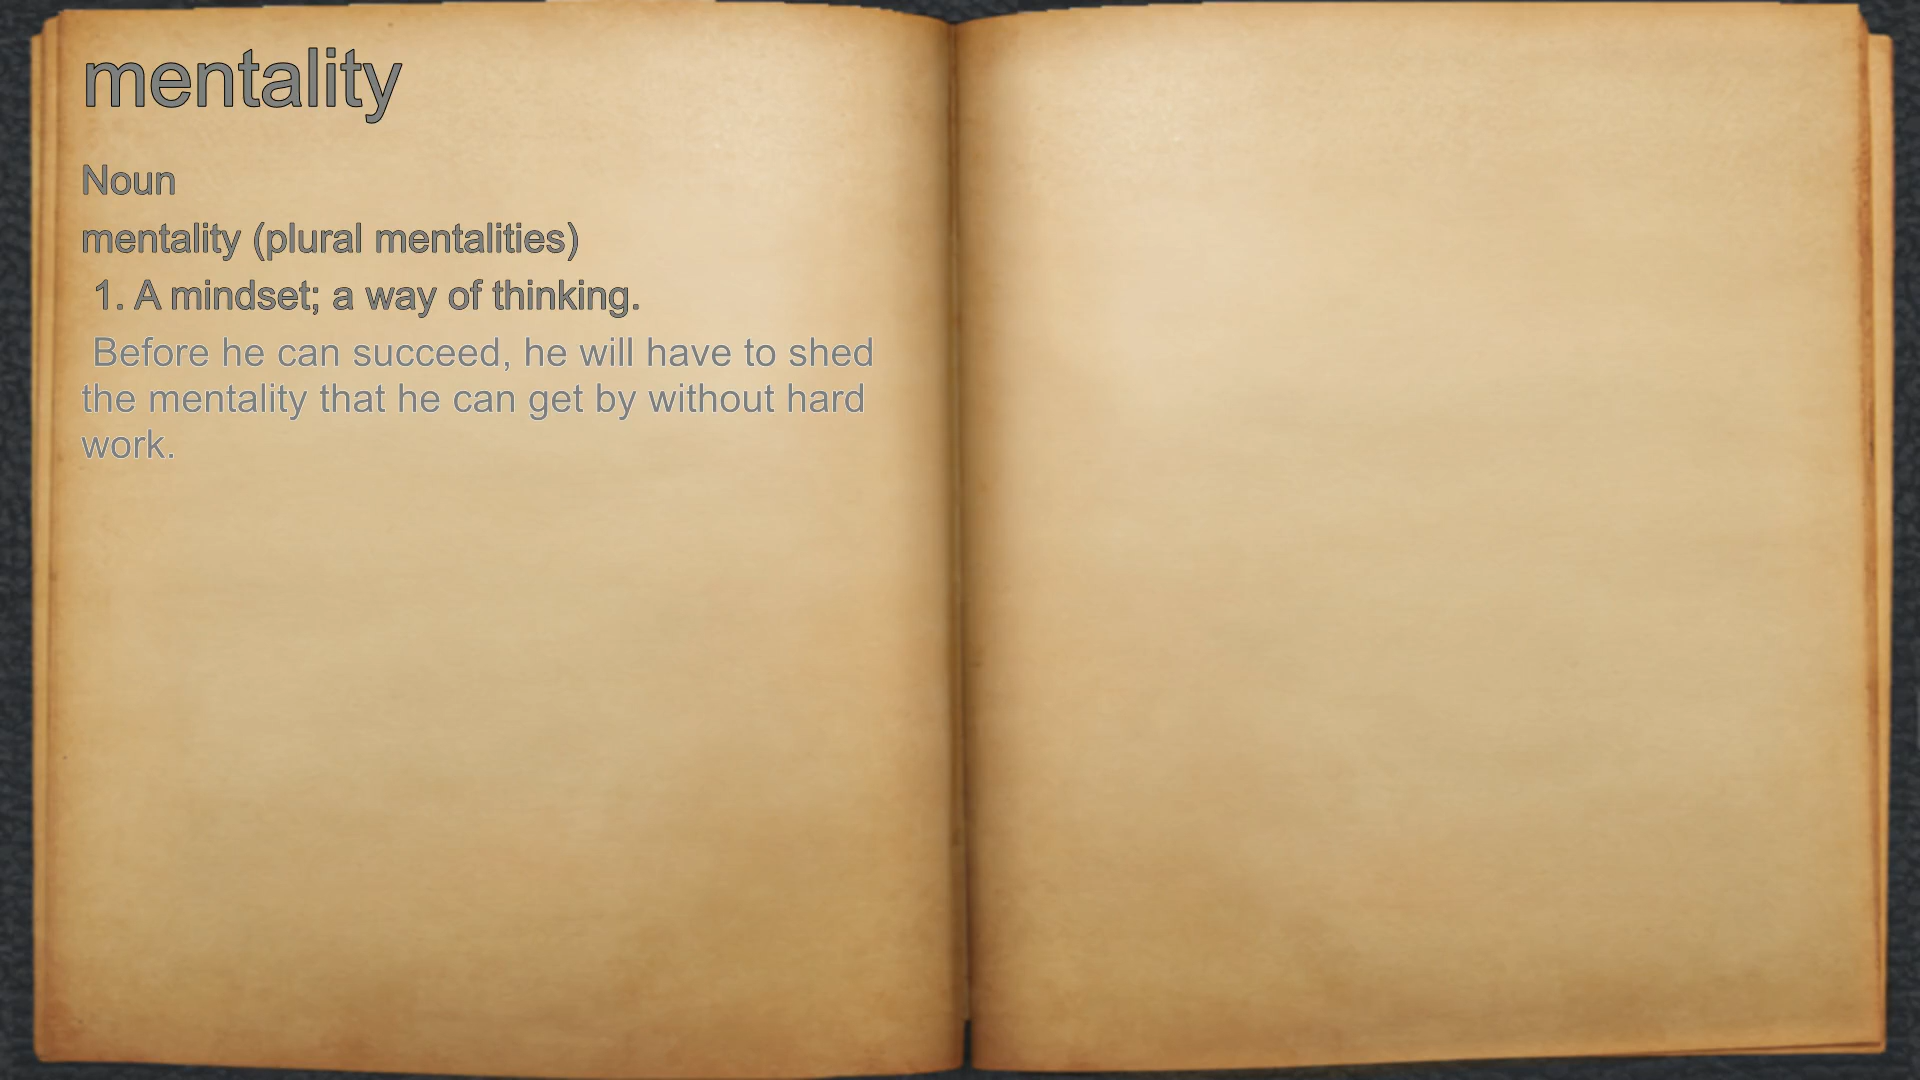 mentality
Noun
mentality (plural mentalities)
1. A mindset; a way of thinking.
Before he can succeed, he will have to shed
the mentality that he can get by without hard
work.